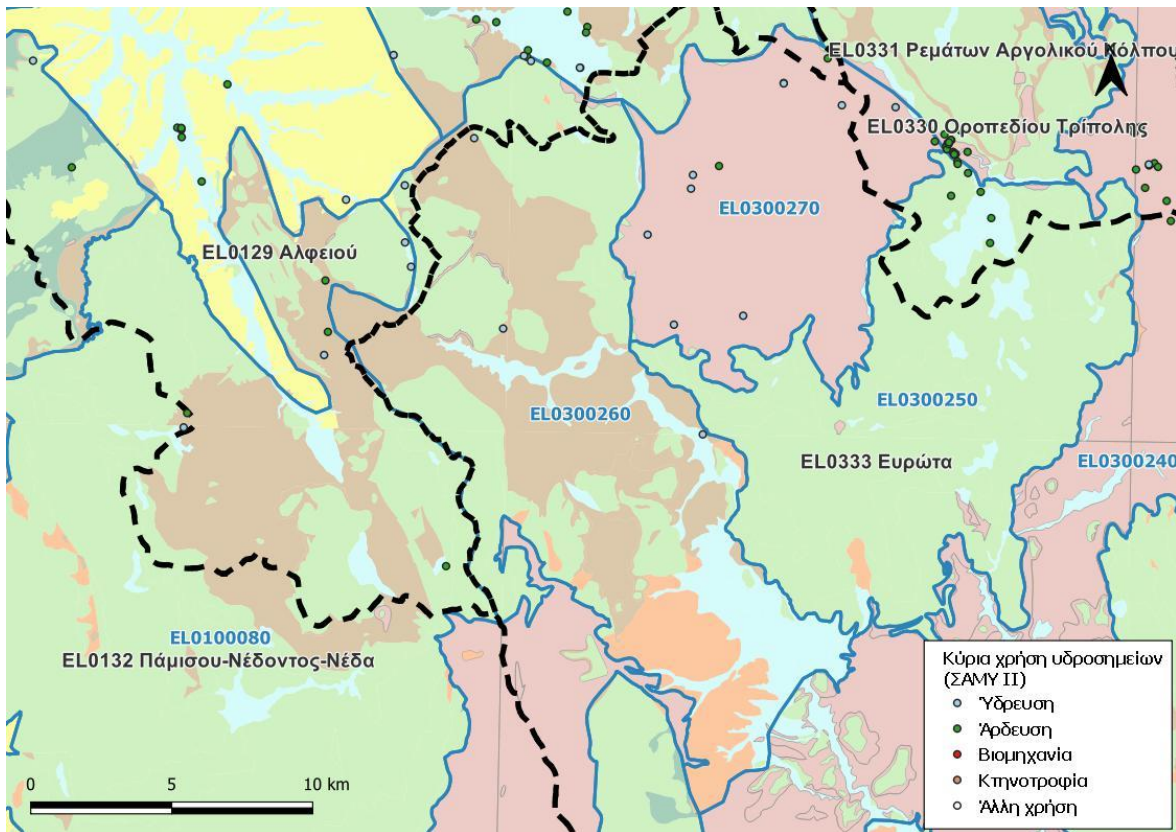 EL0331 Ρεμάτων Αργολικού Κόλπου
EL0330 Οροπεδίου Τρίπολης
EL0300270
EL0129 Αλφειού
EL0300260
EL0300250
EL0333 Ευρώτα
EL0300240
EL0100080
EL0132 Πάμισου-Νέδοντος-Νέδα
Κύρια χρήση υδροσημείων
(ΣΑΜΥ ΙΙ)
Ύδρευση
Άρδευση
Βιομηχανία
Κτηνοτροφία
Άλλη χρήση
0 5 10 km